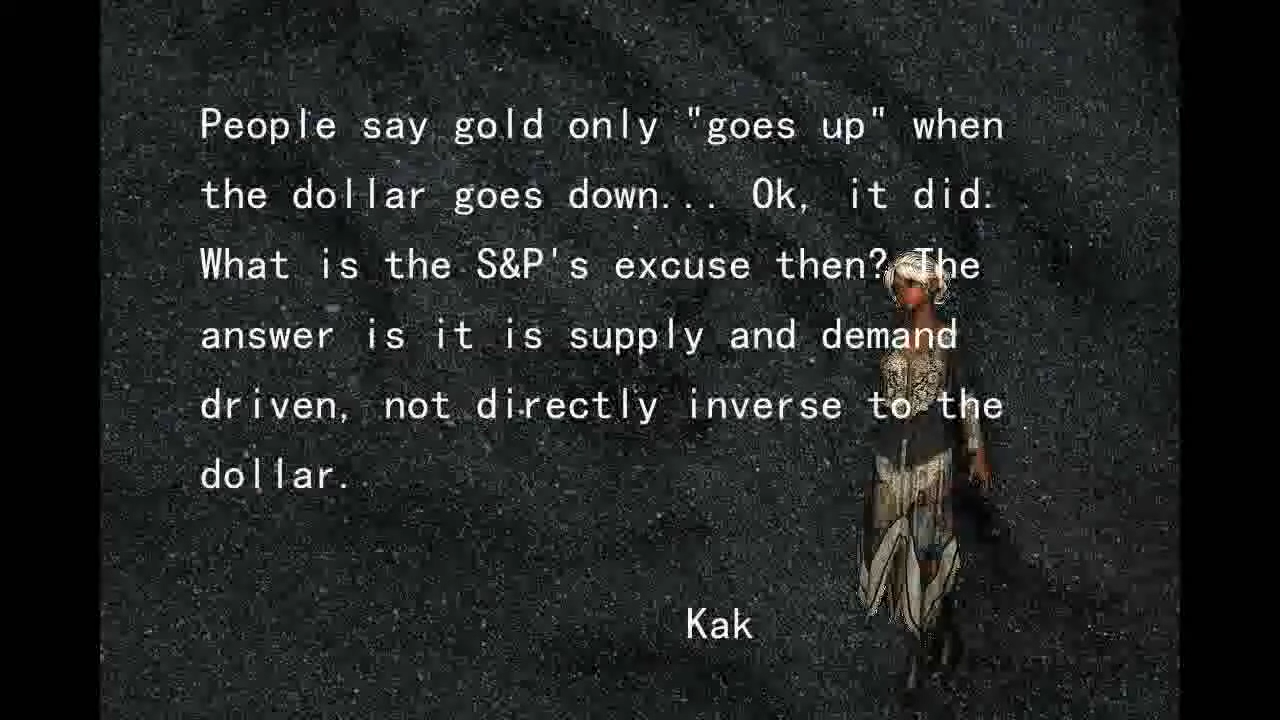 People say gold only "goes up" when
the dollar goes down... Ok, it did.
What is the S&P's excuse then? The
answer is it is supply and demand
driven, not directly inverse to the
dollar.
Kak